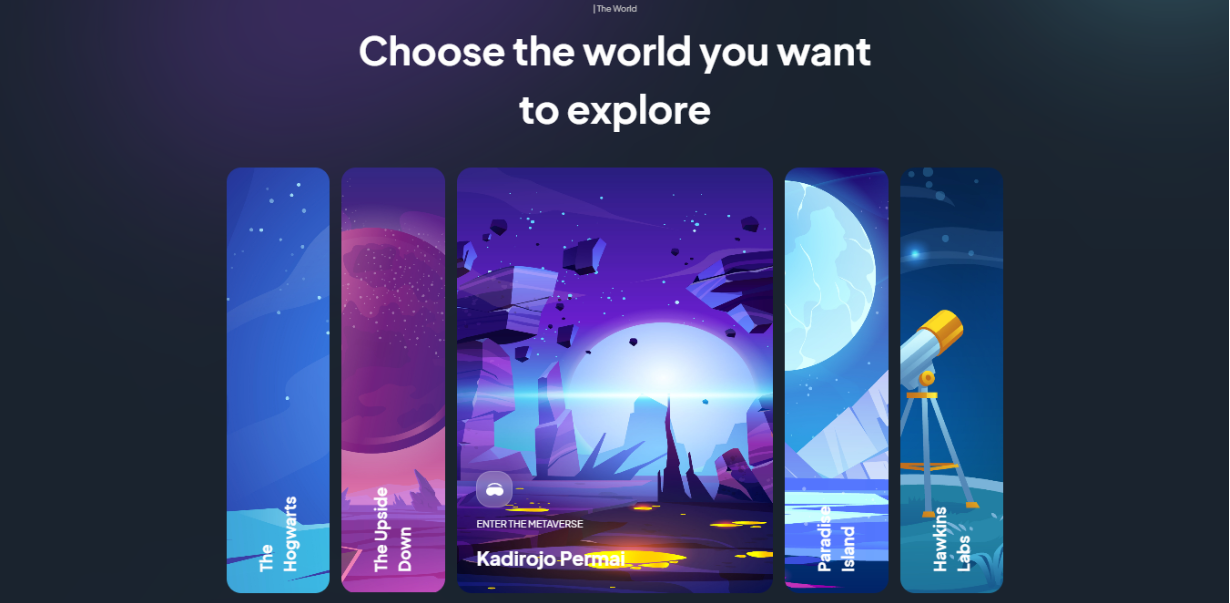 | The World
Choose the world you want
to explore
The
Hogwarts
The Upside
Down
ENTER THE METAVERSE
Kadirojo Permai
Paradise
Island
Hawkins
Labs